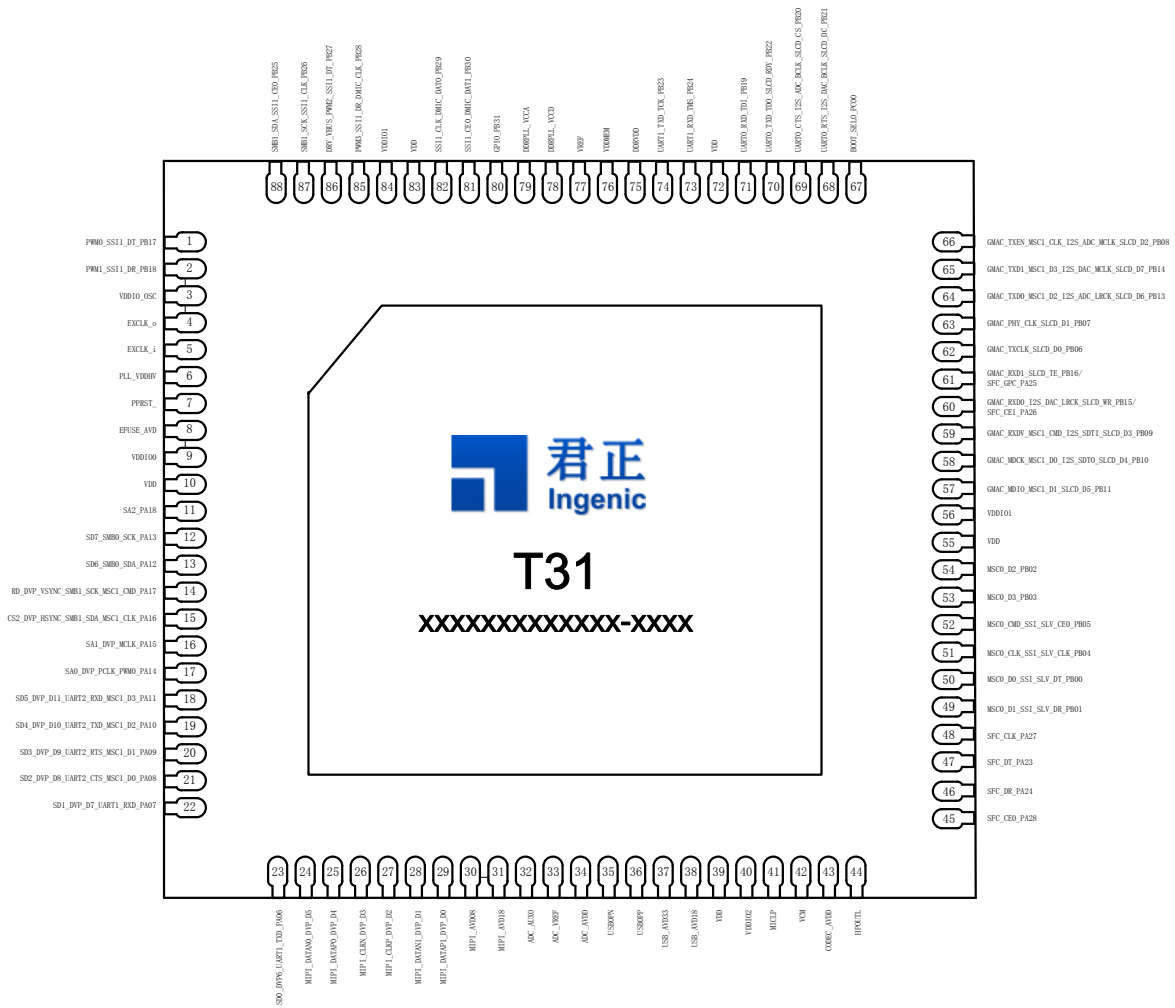 SMB1_SDA_SSI1_CE0_PB25
SMB1_SCK_SSI1_CLK_PB26
DRV_VBUS_PWM2_SSI1_DT_PB27
PWM3_SSI1_DR_DMIC_CLK_PB28
VDDIO1
VDD
SSI1_CLK_DMIC_DAT0_PB29
SSI1_CE0_DMIC_DAT1_PB30
GPIO_PB31
DDRPLL_VCCA
DDRPLL_VCCD
VREF
VDDMEM
DDRVDD
UART1_TXD_TCK_PB23
UART1_RXD_TMS_PB24
VDD
UART0_RXD_TDI_PB19
UART0_TXD_TDO_SLCD_RDY_PB22
UART0_CTS_I2S_ADC_BCLK_SLCD_CS_PB20
UART0_RTS_I2S_DAC_BCLK_SLCD_DC_PB21
BOOT_SEL0_PC00
88 87 86 85 84 83 82 81 80 79 78 77 76 75 74 73 72 71 70 69 68 67
PWM0_SSI1_DT_PB17 1
PWM1_SSI1_DR_PB18 2
VDDIO_OSC 3
EXCLK_o 4
EXCLK_i 5
PLL_VDDHV 6
PPRST_ 7
EFUSE_AVD 8
VDDIO0 9
VDD 10
SA2_PA18 11
SD7_SMB0_SCK_PA13 12
SD6_SMB0_SDA_PA12 13
RD_DVP_VSYNC_SMB1_SCK_MSC1_CMD_PA17 14
CS2_DVP_HSYNC_SMB1_SDA_MSC1_CLK_PA16 15
SA1_DVP_MCLK_PA15 16
SA0_DVP_PCLK_PWM0_PA14 17
SD5_DVP_D11_UART2_RXD_MSC1_D3_PA11 18
SD4_DVP_D10_UART2_TXD_MSC1_D2_PA10 19
SD3_DVP_D9_UART2_RTS_MSC1_D1_PA09 20
SD2_DVP_D8_UART2_CTS_MSC1_D0_PA08 21
SD1_DVP_D7_UART1_RXD_PA07 22
君正
Ingenic
T31
XXXXXXXXXXXXX-XXXX
66 GMAC_TXEN_MSC1_CLK_I2S_ADC_MCLK_SLCD_D2_PB08
65 GMAC_TXD1_MSC1_D3_I2S_DAC_MCLK_SLCD_D7_PB14
64 GMAC_TXD0_MSC1_D2_I2S_ADC_LRCK_SLCD_D6_PB13
63 GMAC_PHY_CLK_SLCD_D1_PB07
62 GMAC_TXCLK_SLCD_D0_PB06
61 GMAC_RXD1_SLCD_TE_PB16/
SFC_GPC_PA25
60 GMAC_RXD0_I2S_DAC_LRCK_SLCD_WR_PB15/
SFC_CE1_PA26
59 GMAC_RXDV_MSC1_CMD_I2S_SDTI_SLCD_D3_PB09
58 GMAC_MDCK_MSC1_D0_I2S_SDTO_SLCD_D4_PB10
57 GMAC_MDIO_MSC1_D1_SLCD_D5_PB11
56 VDDIO1
55 VDD
54 MSC0_D2_PB02
53 MSC0_D3_PB03
52 MSC0_CMD_SSI_SLV_CE0_PB05
51 MSC0_CLK_SSI_SLV_CLK_PB04
50 MSC0_D0_SSI_SLV_DT_PB00
49 MSC0_D1_SSI_SLV_DR_PB01
48 SFC_CLK_PA27
47 SFC_DT_PA23
46 SFC_DR_PA24
45 SFC_CE0_PA28
23 24 25 26 27 28 29 30 31 32 33 34 35 36 37 38 39 40 41 42 43 44
SD0_DVP6_UART1_TXD_PA06
MIPI_DATAN0_DVP_D5
MIPI_DATAP0_DVP_D4
MIPI_CLKN_DVP_D3
MIPI_CLKP_DVP_D2
MIPI_DATAN1_DVP_D1
MIPI_DATAP1_DVP_D0
MIPI_AVD08
MIPI_AVD18
ADC_AUX0
ADC_VREF
ADC_AVDD
USB0PN
USB0PP
USB_AVD33
USB_AVD18
VDD
VDDIO2
MICLP
VCM
CODEC_AVDD
HPOUTL